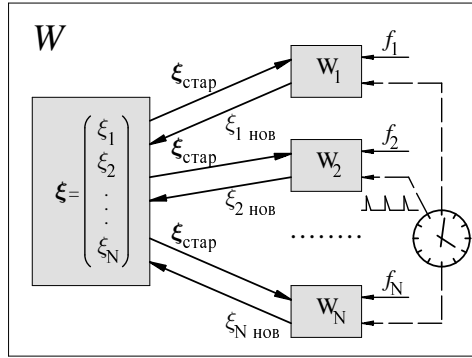 W
f₁
W₁
ξстар
ξ₁ нов
ξстар
f₂
W₂
ξ₂ нов
ξ=
ξ₁
ξ₂
.
.
.
ξN
........
ξстар
fN
WN
ξN нов